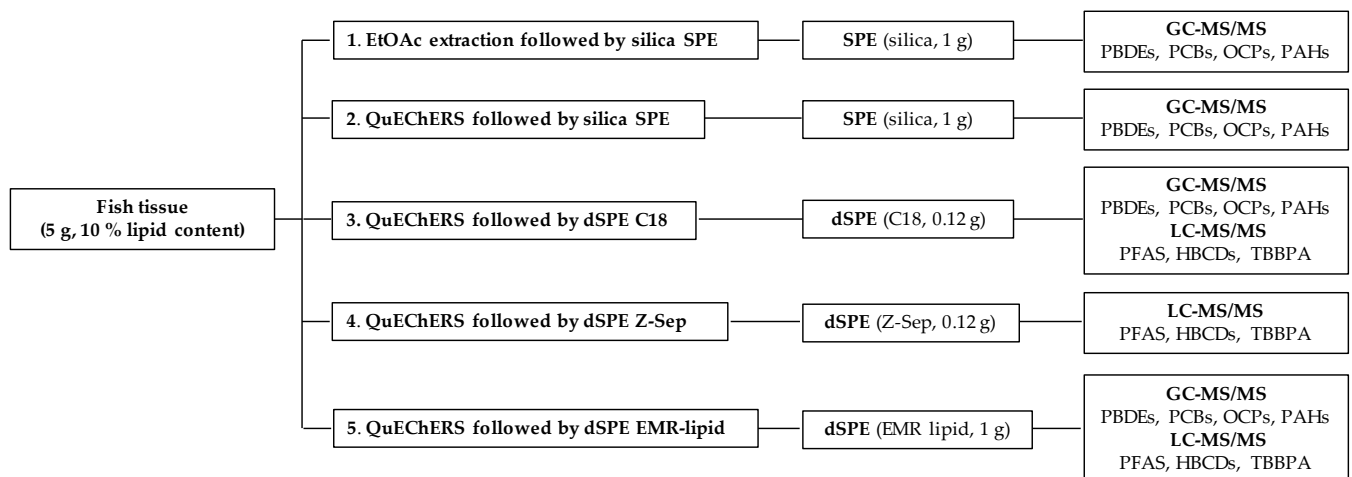 1. EtOAc extraction followed by silica SPE
SPE (silica, 1 g)
GC-MS/MS
PBDEs, PCBs, OCPs, PAHs
2. QuEChERS followed by silica SPE
SPE (silica, 1 g)
GC-MS/MS
PBDEs, PCBs, OCPs, PAHs
Fish tissue
(5 g, 10 % lipid content)
3. QuEChERS followed by dSPE C18
dSPE (C18, 0.12 g)
GC-MS/MS
PBDEs, PCBs, OCPs, PAHs
LC-MS/MS
PFAS, HBCDs, TBBPA
4. QuEChERS followed by dSPE Z-Sep
dSPE (Z-Sep, 0.12 g)
LC-MS/MS
PFAS, HBCDs, TBBPA
5. QuEChERS followed by dSPE EMR-lipid
dSPE (EMR lipid, 1 g)
GC-MS/MS
PBDEs, PCBs, OCPs, PAHs
LC-MS/MS
PFAS, HBCDs, TBBPA